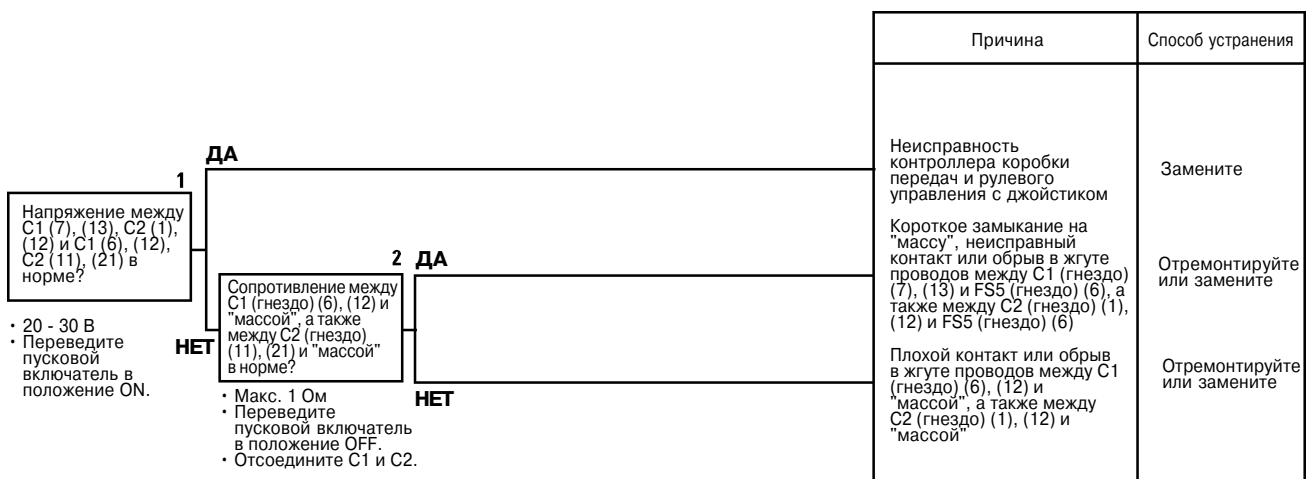 Причина
Способ устранения
ДА
1
Напряжение между
C1 (7), (13), C2 (1),
(12) и C1 (6), (12),
C2 (11), (21) в
норме?
· 20 - 30 В
· Переведите
пусковой
включатель в
положение ON.
НЕТ
2 ДА
Сопротивление между
C1 (гнездо) (6), (12) и
"массой", а также
между C2 (гнездо)
(11), (21) и "массой"
в норме?
· Макс. 1 Ом
· Переведите
пусковой включатель
в положение OFF.
· Отсоедините C1 и C2.
НЕТ
Неисправность
контроллера коробки
передач и рулевого
управления с джойстиком
Замените
Короткое замыкание на
"массу", неисправный
контакт или обрыв в жгуте
проводов между C1 (гнездо)
(7), (13) и FS5 (гнездо) (6), а
также между C2 (гнездо) (1),
(12) и FS5 (гнездо) (6)
Отремонтируйте
или замените
Плохой контакт или обрыв
в жгуте проводов между C1
(гнездо) (6), (12) и
"массой", а также между
C2 (гнездо) (1), (12) и
"массой"
Отремонтируйте
или замените